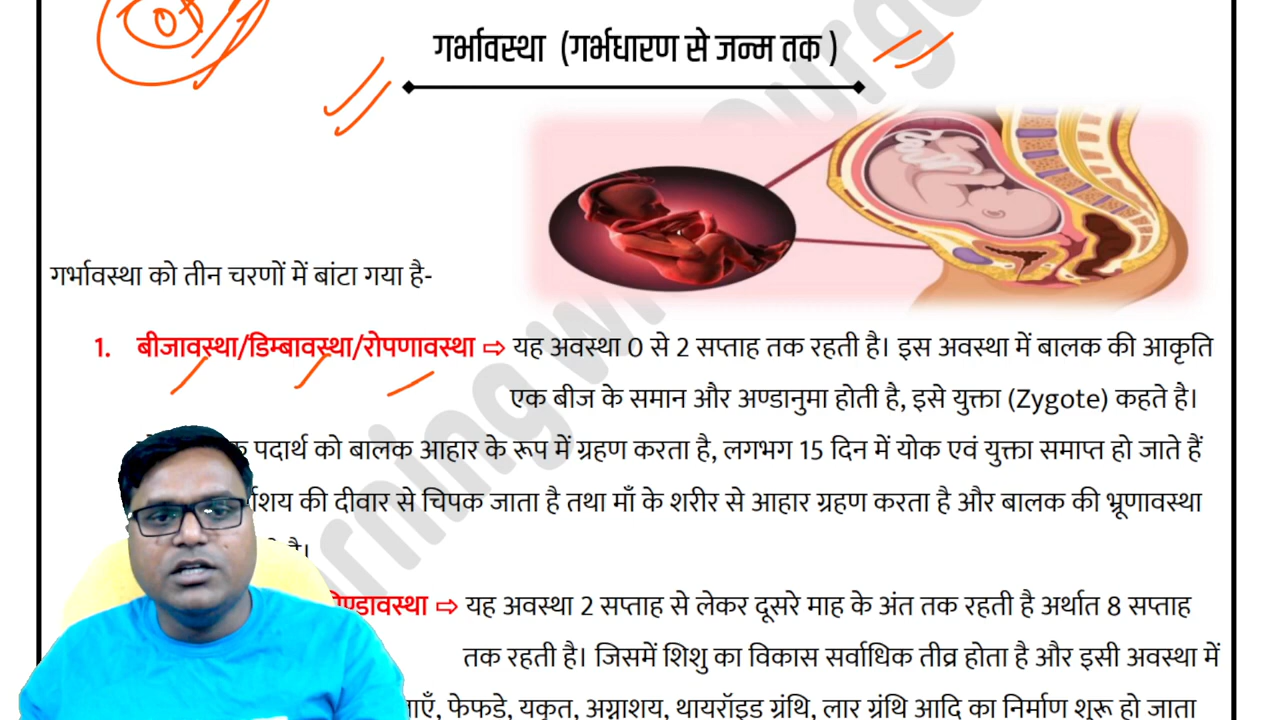 गर्भावस्था (गर्भधारण से जन्म तक )
गर्भावस्था को तीन चरणों में बांटा गया है-
1. बीजावस्था/डिम्बावस्था/रोपणावस्था ⇨ यह अवस्था 0 से 2 सप्ताह तक रहती है। इस अवस्था में बालक की आकृति
एक बीज के समान और अण्डानुमा होती है, इसे युक्ता (Zygote) कहते है।
पदार्थ को बालक आहार के रूप में ग्रहण करता है, लगभग 15 दिन में योक एवं युक्ता समाप्त हो जाते हैं
की दीवार से चिपक जाता है तथा माँ के शरीर से आहार ग्रहण करता है और बालक की भ्रूणावस्था
है।
⇨ यह अवस्था 2 सप्ताह से लेकर दूसरे माह के अंत तक रहती है अर्थात 8 सप्ताह
तक रहती है। जिसमें शिशु का विकास सर्वाधिक तीव्र होता है और इसी अवस्था में
फेफडे, यकृत, अग्नाशय, थायरॉइड ग्रंथि, लार ग्रंथि आदि का निर्माण शुरू हो जाता